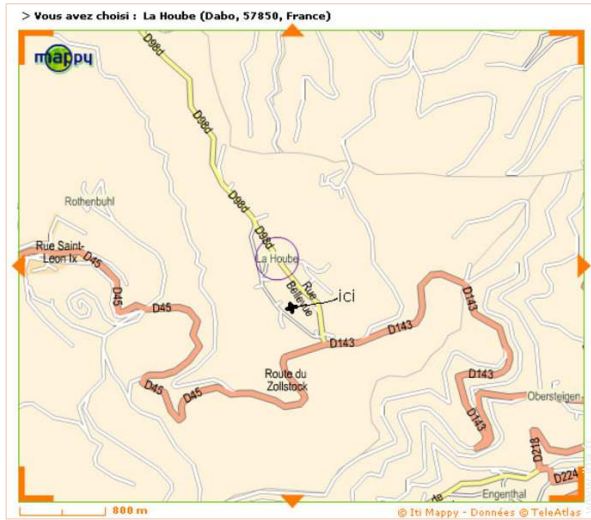 > Vous avez choisi : La Hoube (Dabo, 57850, France)
mappy
D98d
D98d
D98d
D98d
Rothenbuhl
Rue Saint-
Leon Ix
D45
La Hoube
Rue
Bellevue
ici
D45
D45
D143
D143
D143
Route du
Zollstock
D143
D45
D45
D143
Obersteigen
D218
D224
Engenthal
de
800 m
© Iti Mappy - Données © TeleAtlas